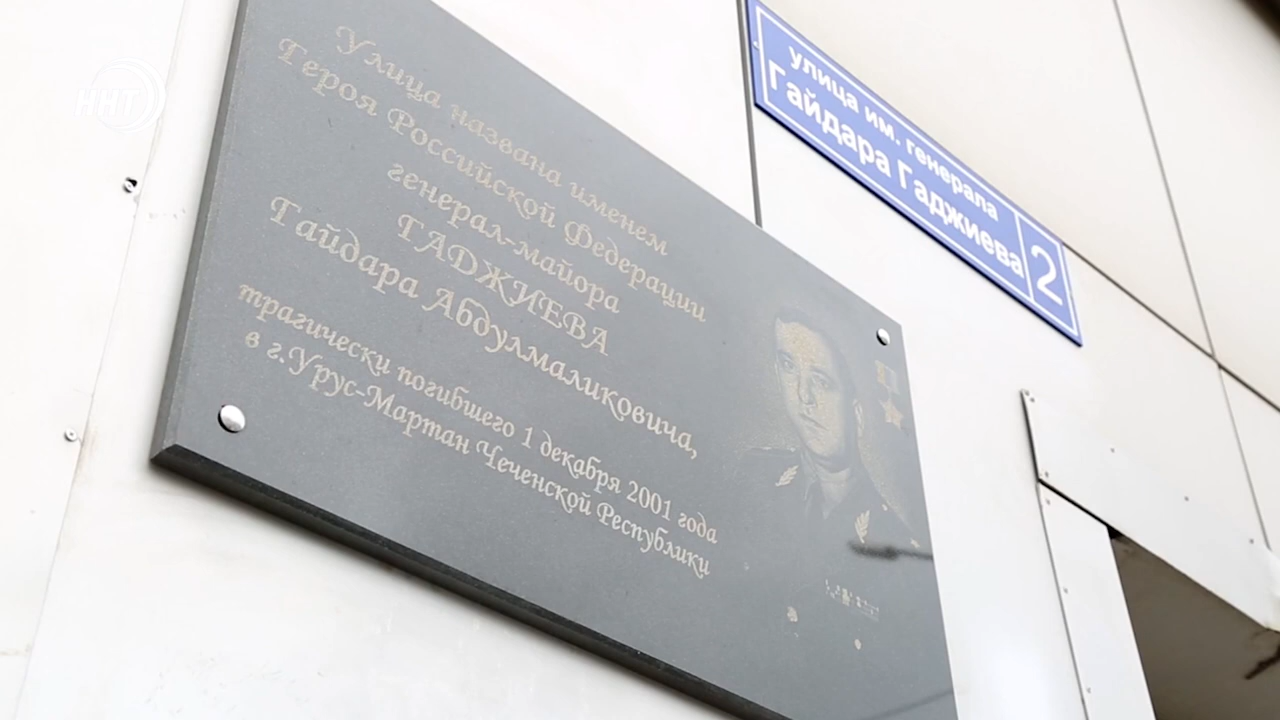 ННТ
Улица названа именем
Героя Российской Федерации
генерал-майора
ГАДЖИЕВА
Гайдара Абдулмаликовича,
трагически погибшего 1 декабря 2001 года
в г.Урус-Мартан Чеченской Республики
улица им. генерала
Гайдара Гаджиева
2